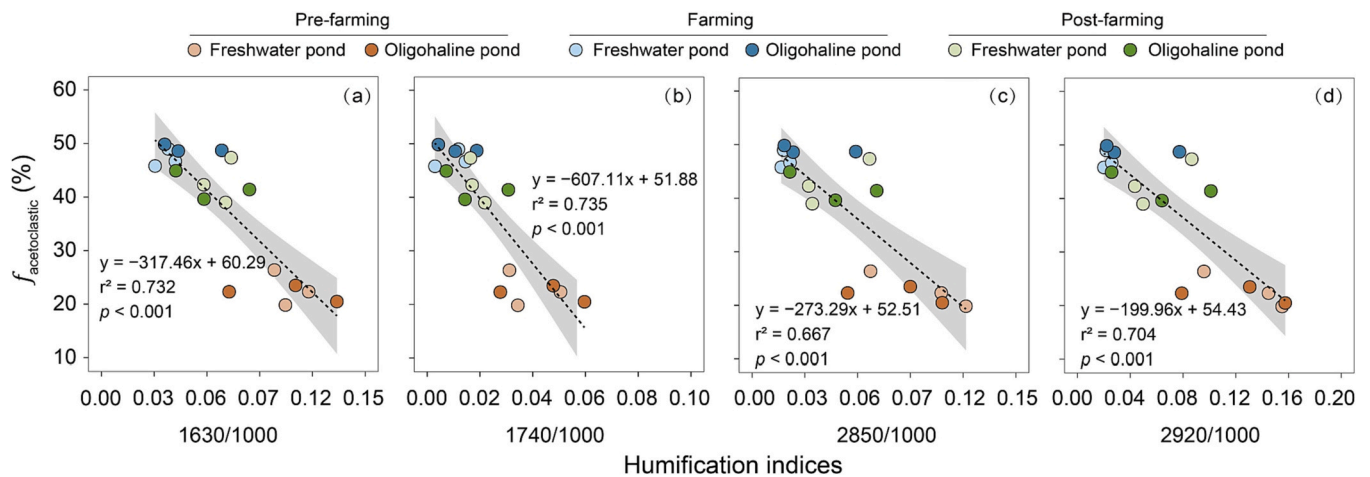 Pre-farming Farming Post-farming
Freshwater pond Oligohaline pond Freshwater pond Oligohaline pond Freshwater pond Oligohaline pond
f acetoclastic (%)
60
50
40
30
20
10
(a)
y = −317.46x + 60.29
r² = 0.732
p < 0.001
0.00 0.03 0.06 0.09 0.12 0.15
1630/1000
(b)
y = −607.11x + 51.88
r² = 0.735
p < 0.001
0.00 0.02 0.04 0.06 0.08 0.10
1740/1000
(c)
y = −273.29x + 52.51
r² = 0.667
p < 0.001
0.00 0.03 0.06 0.09 0.12 0.15
2850/1000
(d)
y = −199.96x + 54.43
r² = 0.704
p < 0.001
0.00 0.04 0.08 0.12 0.16 0.20
2920/1000
Humification indices